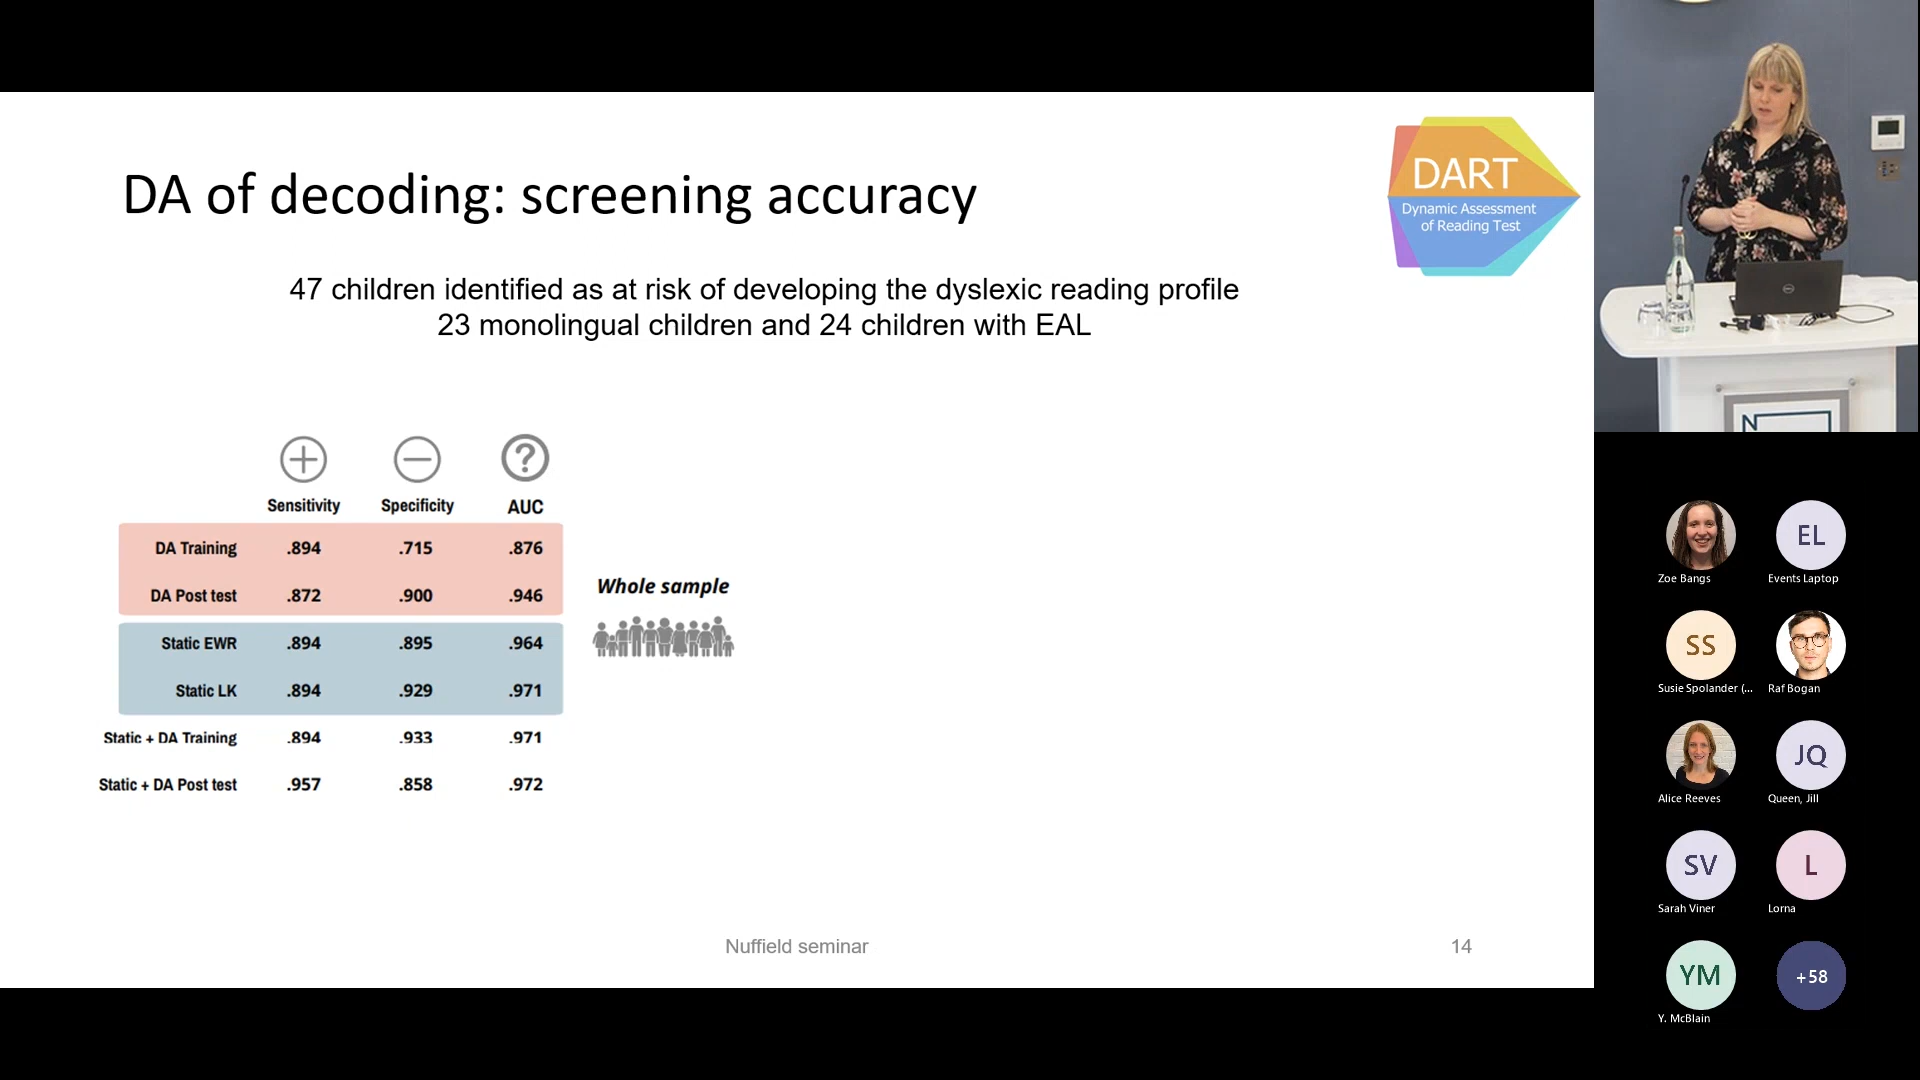 DA of decoding: screening accuracy
DART
Dynamic Assessment
of Reading Test
47 children identified as at risk of developing the dyslexic reading profile
23 monolingual children and 24 children with EAL
Sensitivity Specificity AUC
DA Training .894 .715 .876
DA Post test .872 .900 .946
Static EWR .894 .895 .964
Static LK .894 .929 .971
Static + DA Training .894 .933 .971
Static + DA Post test .957 .858 .972
Whole sample
Nuffield seminar
14
N
EL
Zoe Bangs
Events Laptop
SS
Susie Spolander (...
Raf Bogan
JQ
Alice Reeves
Queen, Jill
SV
L
Sarah Viner
Lorna
YM
+58
Y. McBlain